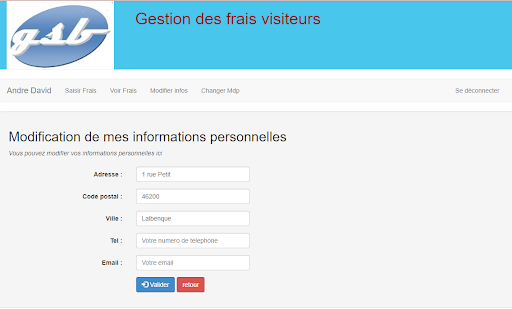 gsb
Gestion des frais visiteurs
Andre David Saisir Frais Voir Frais Modifier infos Changer Mdp Se déconnecter
Modification de mes informations personnelles
Vous pouvez modifier vos informations personelles ici
Adresse : 1 rue Petit
Code postal : 46200
Ville : Lalbenque
Tel : Votre numero de telephone
Email : Votre email
Valider retour